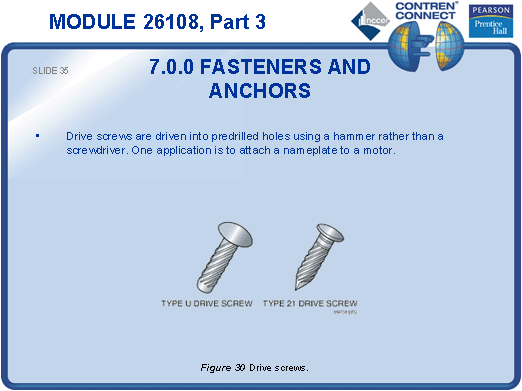 MODULE 26108, Part 3
nccer
CONTREN
CONNECT
PEARSON
Prentice
Hall
SLIDE 35
7.0.0 FASTENERS AND
ANCHORS
• Drive screws are driven into predrilled holes using a hammer rather than a
screwdriver. One application is to attach a nameplate to a motor.
TYPE U DRIVE SCREW TYPE 21 DRIVE SCREW
Figure 30 Drive screws.